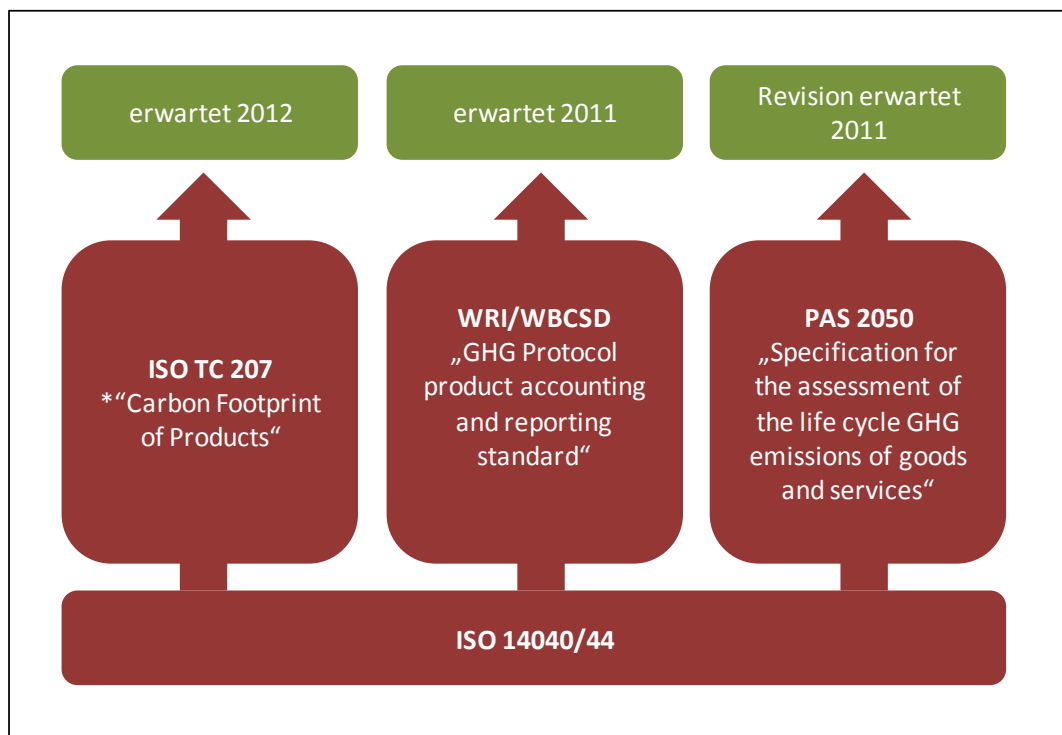 erwartet 2012
erwartet 2011
Revision erwartet
2011
ISO TC 207
*“Carbon Footprint
of Products“
WRI/WBCSD
„GHG Protocol
product accounting
and reporting
standard“
PAS 2050
„Specification for
the assessment of
the life cycle GHG
emissions of goods
and services“
ISO 14040/44